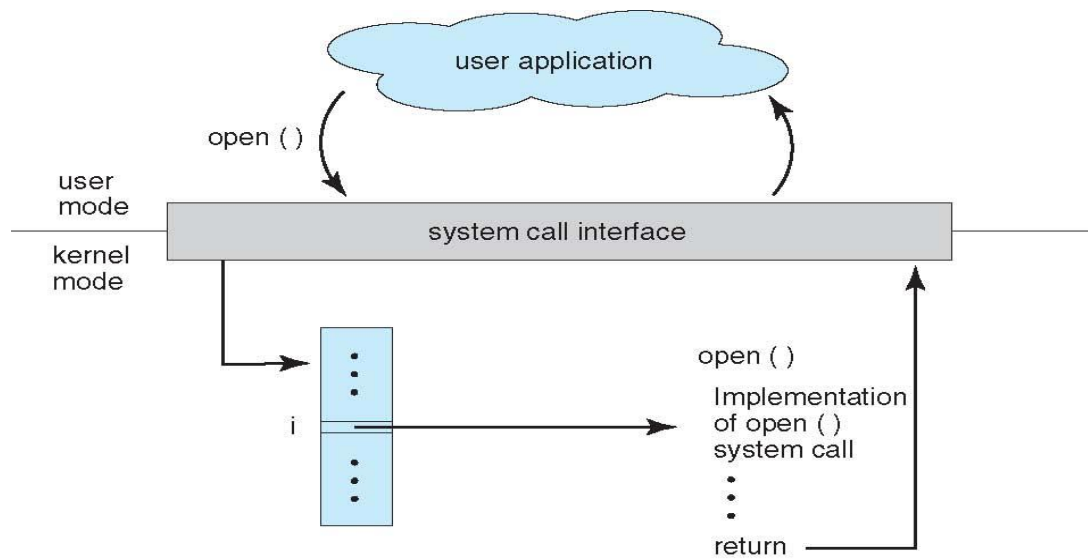 user application
open ( )
user
mode
system call interface
kernel
mode
open ( )
Implementation
i
of open ( )
system call
return